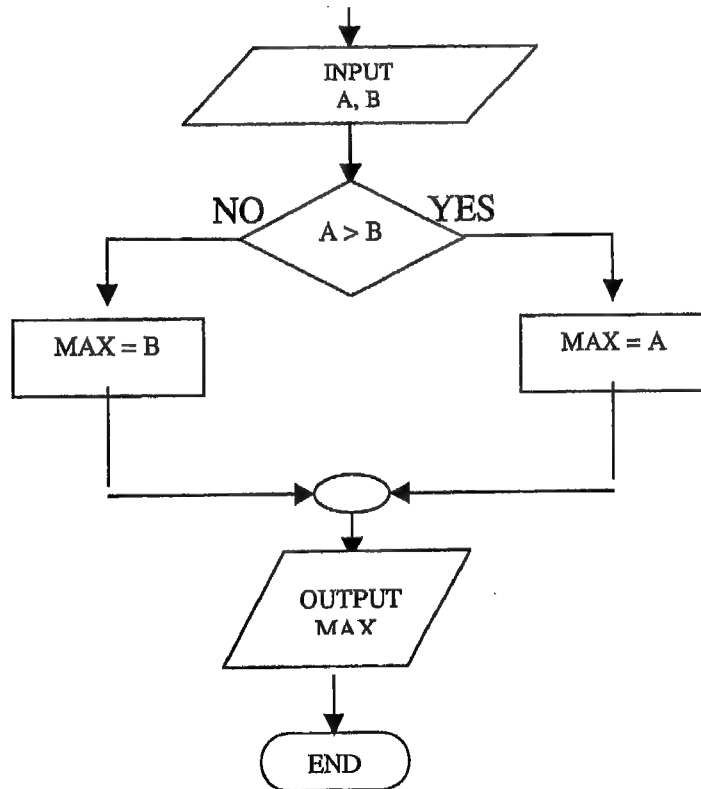 INPUT
A, B
NO
YES
A > B
MAX = B
MAX = A
OUTPUT
MAX
END